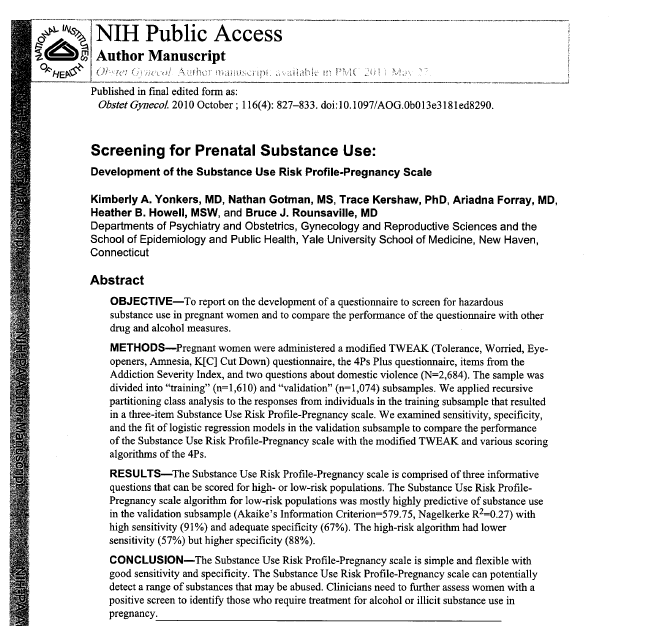 NATIONAL INSTITUTES OF HEALTH
NIH Public Access
Author Manuscript
Obstet Gynecol. Author manuscript; available in PMC 2011 May 27
Published in final edited form as:
Obstet Gynecol. 2010 October ; 116(4): 827–833. doi:10.1097/AOG.0b013e3181ed8290.
Screening for Prenatal Substance Use:
Development of the Substance Use Risk Profile-Pregnancy Scale
Kimberly A. Yonkers, MD, Nathan Gotman, MS, Trace Kershaw, PhD, Ariadna Forray, MD,
Heather B. Howell, MSW, and Bruce J. Rounsaville, MD
Departments of Psychiatry and Obstetrics, Gynecology and Reproductive Sciences and the
School of Epidemiology and Public Health, Yale University School of Medicine, New Haven,
Connecticut
Abstract
OBJECTIVE—To report on the development of a questionnaire to screen for hazardous
substance use in pregnant women and to compare the performance of the questionnaire with other
drug and alcohol measures.
METHODS—Pregnant women were administered a modified TWEAK (Tolerance, Worried, Eye-
openers, Amnesia, K[C] Cut Down) questionnaire, the 4Ps Plus questionnaire, items from the
Addiction Severity Index, and two questions about domestic violence (N=2,684). The sample was
divided into “training” (n=1,610) and “validation” (n=1,074) subsamples. We applied recursive
partitioning class analysis to the responses from individuals in the training subsample that resulted
in a three-item Substance Use Risk Profile-Pregnancy scale. We examined sensitivity, specificity,
and the fit of logistic regression models in the validation subsample to compare the performance
of the Substance Use Risk Profile-Pregnancy scale with the modified TWEAK and various scoring
algorithms of the 4Ps.
RESULTS—The Substance Use Risk Profile-Pregnancy scale is comprised of three informative
questions that can be scored for high- or low-risk populations. The Substance Use Risk Profile-
Pregnancy scale algorithm for low-risk populations was mostly highly predictive of substance use
in the validation subsample (Akaike’s Information Criterion=579.75, Nagelkerke R²=0.27) with
high sensitivity (91%) and adequate specificity (67%). The high-risk algorithm had lower
sensitivity (57%) but higher specificity (88%).
CONCLUSION—The Substance Use Risk Profile-Pregnancy scale is simple and flexible with
good sensitivity and specificity. The Substance Use Risk Profile-Pregnancy scale can potentially
detect a range of substances that may be abused. Clinicians need to further assess women with a
positive screen to identify those who require treatment for alcohol or illicit substance use in
pregnancy.